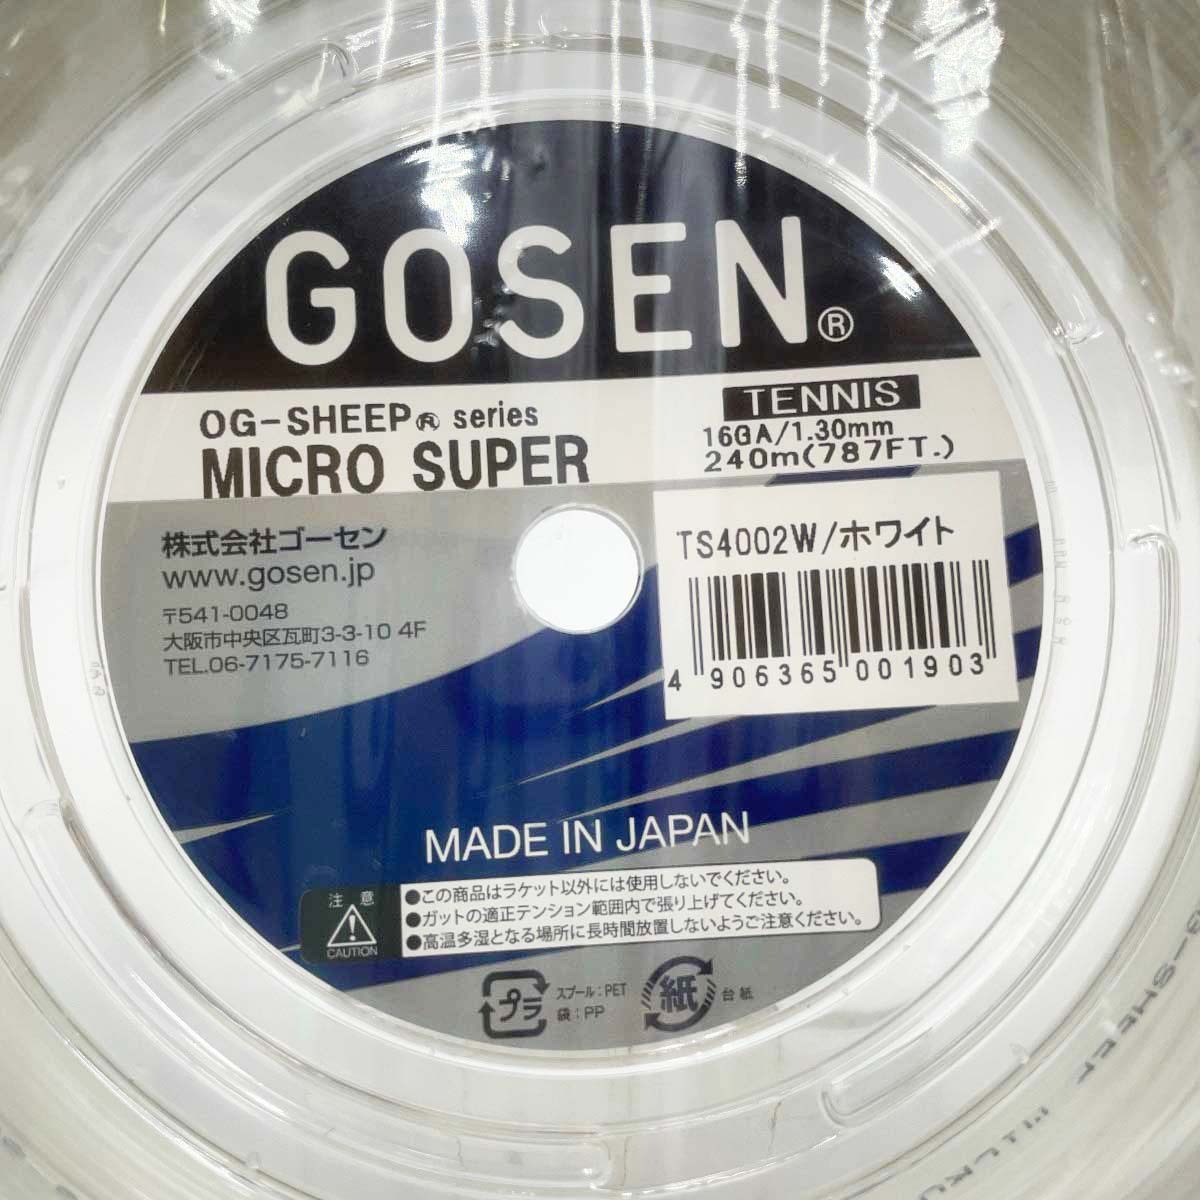 GOSEN®
OG-SHEEP® series
MICRO SUPER
TENNIS
16GA/1.30mm
240m(787FT.)
株式会社ゴーセン
www.gosen.jp
〒541-0048
大阪市中央区瓦町3-3-10 4F
TEL.06-7175-7116
TS4002W/ホワイト
4 906365 001903
MADE IN JAPAN
注意
CAUTION
●この商品はラケット以外には使用しないでください。
●ガットの適正テンション範囲内で張り上げてください。
●高温多湿となる場所に長時間放置しないようご注意ください。
プラ
スプール:PET
袋:PP
紙
台紙